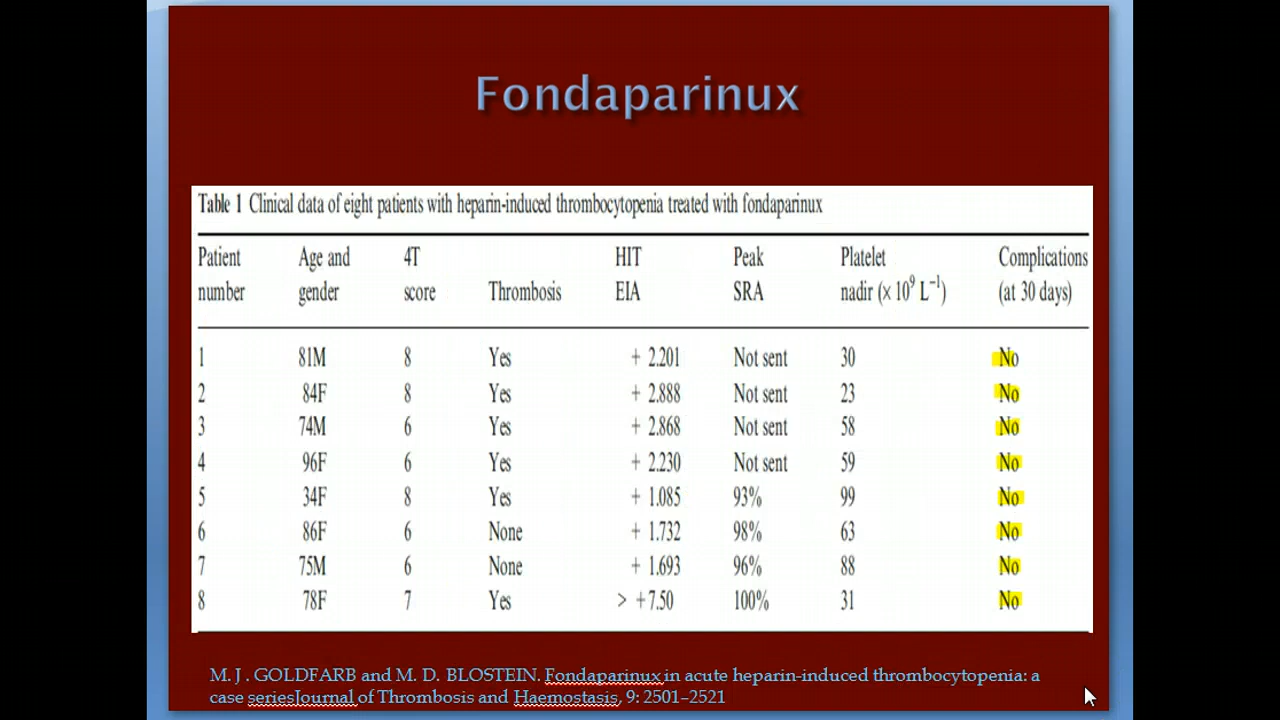 Fondaparinux
Table 1 Clinical data of eight patients with heparin-induced thrombocytopenia treated with fondaparinux
Patient Age and 4T HIT Peak Platelet Complications
number gender score Thrombosis EIA SRA nadir (× 10⁹ L⁻¹) (at 30 days)
1 81M 8 Yes + 2.201 Not sent 30 No
2 84F 8 Yes + 2.888 Not sent 23 No
3 74M 6 Yes + 2.868 Not sent 58 No
4 96F 6 Yes + 2.230 Not sent 59 No
5 34F 8 Yes + 1.085 93% 99 No
6 86F 6 None + 1.732 98% 63 No
7 75M 6 None + 1.693 96% 88 No
8 78F 7 Yes > +7.50 100% 31 No
M. J . GOLDFARB and M. D. BLOSTEIN. Fondaparinux in acute heparin-induced thrombocytopenia: a
case seriesJournal of Thrombosis and Haemostasis, 9: 2501–2521